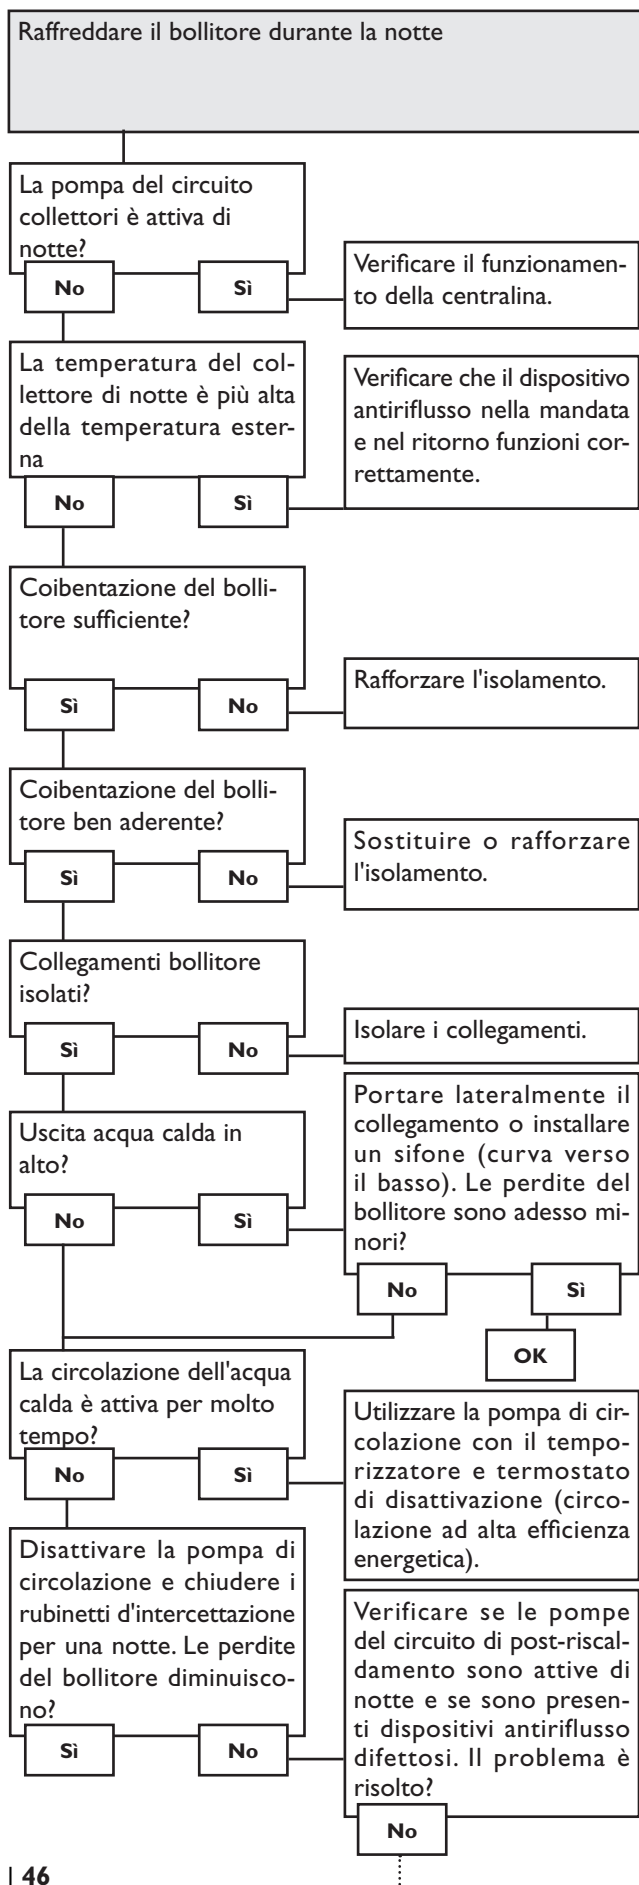 Raffreddare il bollitore durante la notte
La pompa del circuito
collettori è attiva di
notte?
No
Sì
Verificare il funzionamen-
to della centralina.
La temperatura del col-
lettore di notte è più alta
della temperatura ester-
na
No
Sì
Verificare che il dispositivo
antiriflusso nella mandata
e nel ritorno funzioni cor-
rettamente.
Coibentazione del bolli-
tore sufficiente?
Sì
No
Rafforzare l'isolamento.
Coibentazione del bolli-
tore ben aderente?
Sì
No
Sostituire o rafforzare
l'isolamento.
Collegamenti bollitore
isolati?
Sì
No
Isolare i collegamenti.
Uscita acqua calda in
alto?
No
Sì
Portare lateralmente il
collegamento o installare
un sifone (curva verso
il basso). Le perdite del
bollitore sono adesso mi-
nori?
No
Sì
OK
La circolazione dell'acqua
calda è attiva per molto
tempo?
No
Sì
Utilizzare la pompa di cir-
colazione con il tempo-
rizzatore e termostato
di disattivazione (circo-
lazione ad alta efficienza
energetica).
Disattivare la pompa di
circolazione e chiudere i
rubinetti d'intercettazione
per una notte. Le perdite
del bollitore diminuisco-
no?
Sì
No
Verificare se le pompe
del circuito di post-riscal-
damento sono attive di
notte e se sono presen-
ti dispositivi antiriflusso
difettosi. Il problema è
risolto?
No
| 46